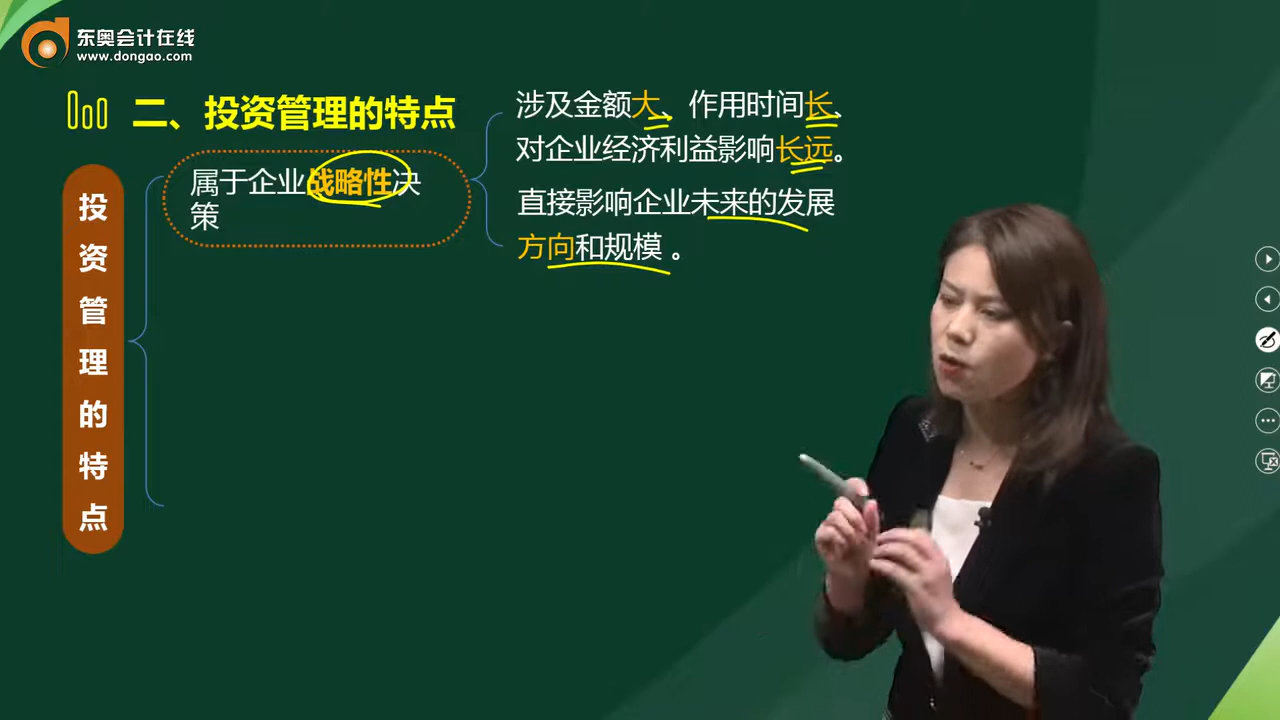 东奥会计在线
www.dongao.com
二、投资管理的特点
投资管理的特点
属于企业战略性决
策
涉及金额大、作用时间长、
对企业经济利益影响长远。
直接影响企业未来的发展
方向和规模 。